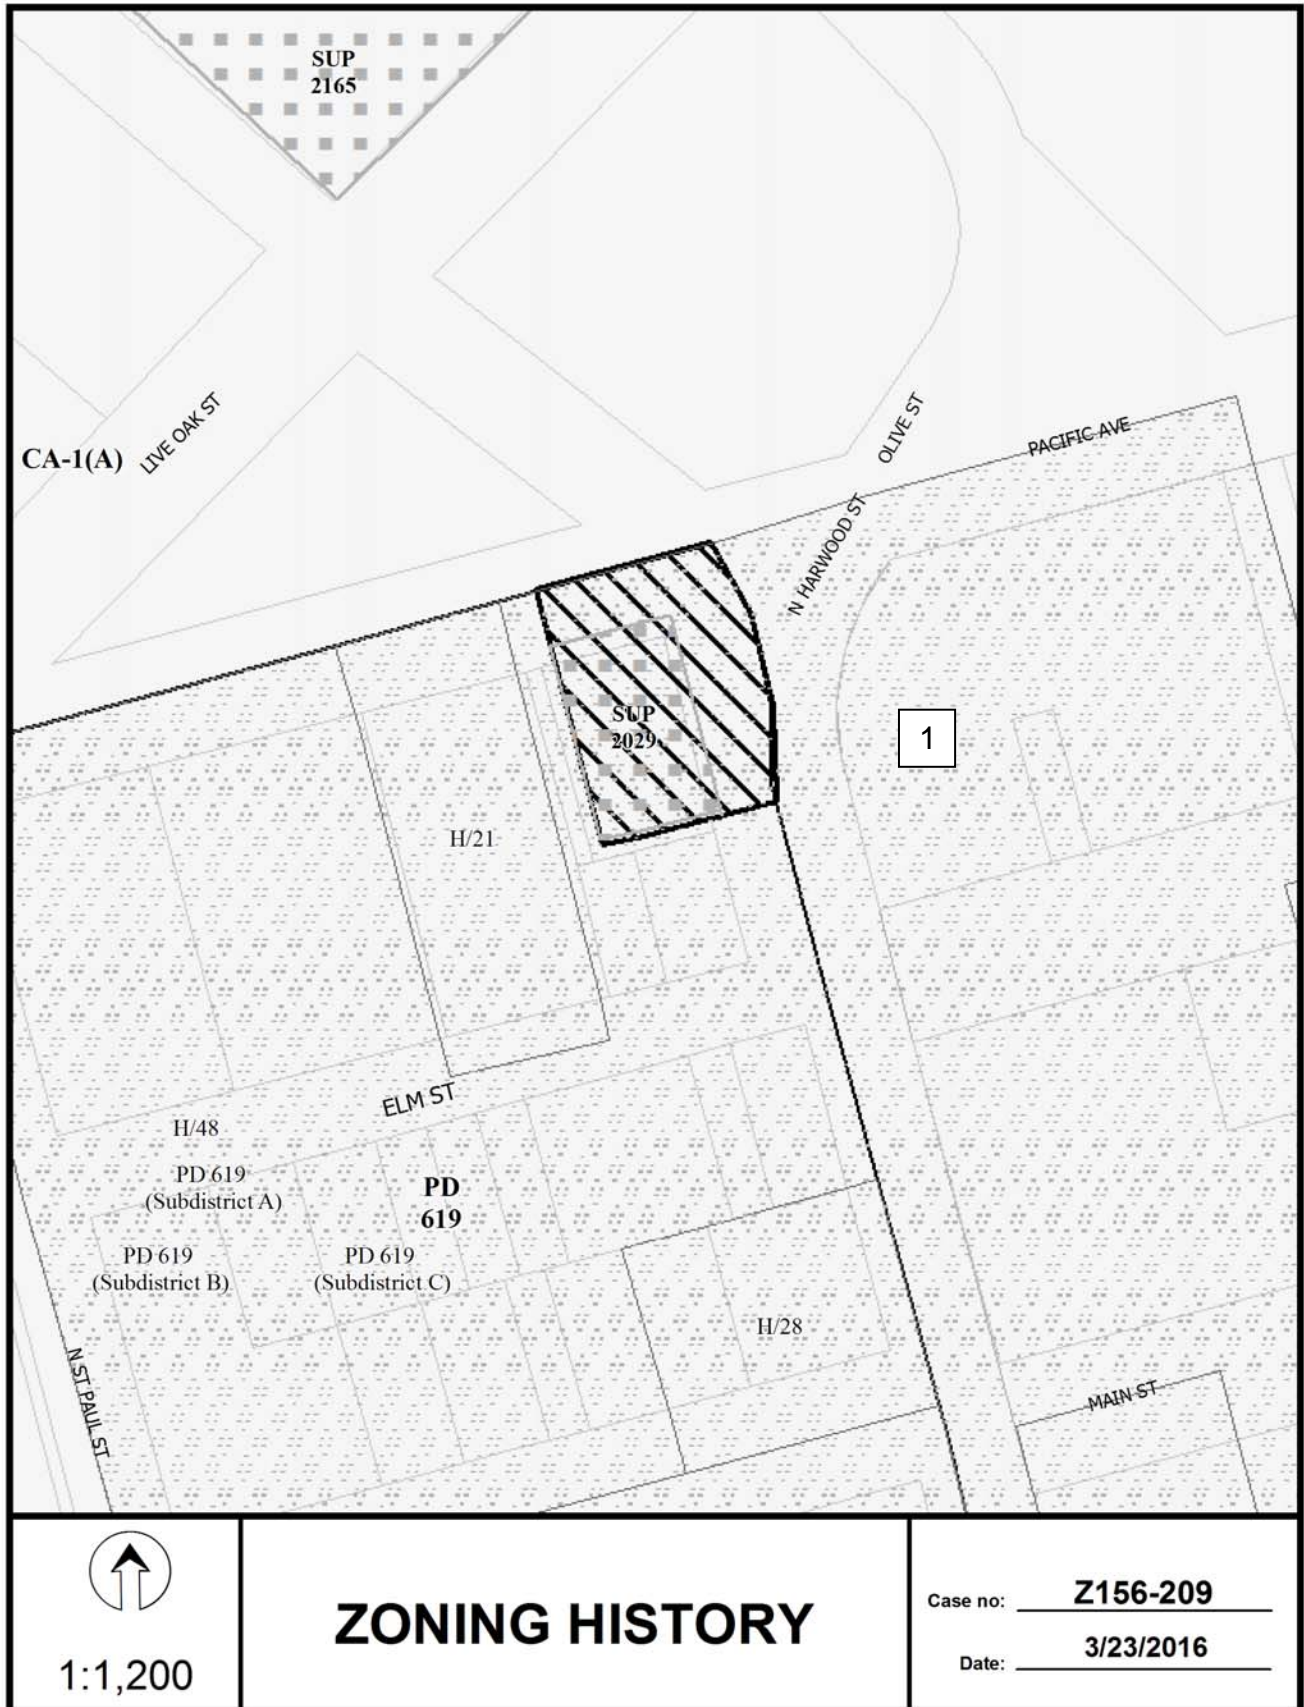 SUP
2165
CA-1(A)
LIVE OAK ST
OLIVE ST
PACIFIC AVE
N HARWOOD ST
SUP
2029
1
H/21
ELM ST
H/48
PD 619
(Subdistrict A)
PD
619
PD 619
(Subdistrict B)
PD 619
(Subdistrict C)
H/28
N ST PAUL ST
MAIN ST
1:1,200
ZONING HISTORY
Case no: Z156-209
Date: 3/23/2016